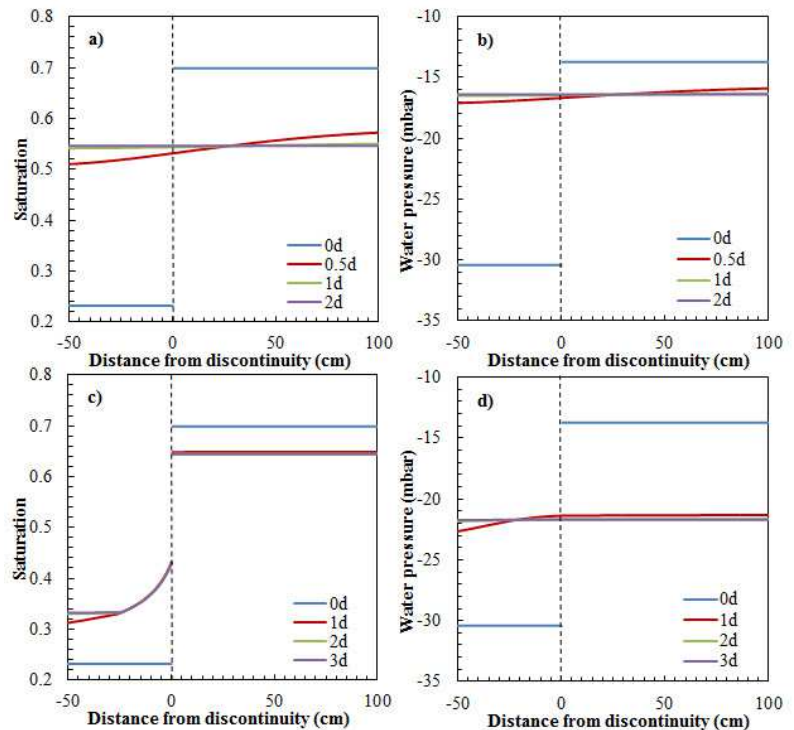 a)
0.8
0.7
0.6
0.5
0.4
0.3
0.2
Saturation
0d
0.5d
1d
2d
-50
0
50
100
Distance from discontinuity (cm)
b)
-10
-15
-20
-25
-30
-35
Water pressure (mbar)
0d
0.5d
1d
2d
-50
0
50
100
Distance from discontinuity (cm)
c)
0.8
0.7
0.6
0.5
0.4
0.3
0.2
Saturation
0d
1d
2d
3d
-50
0
50
100
Distance from discontinuity (cm)
d)
-10
-15
-20
-25
-30
-35
Water pressure (mbar)
0d
1d
2d
3d
-50
0
50
100
Distance from discontinuity (cm)